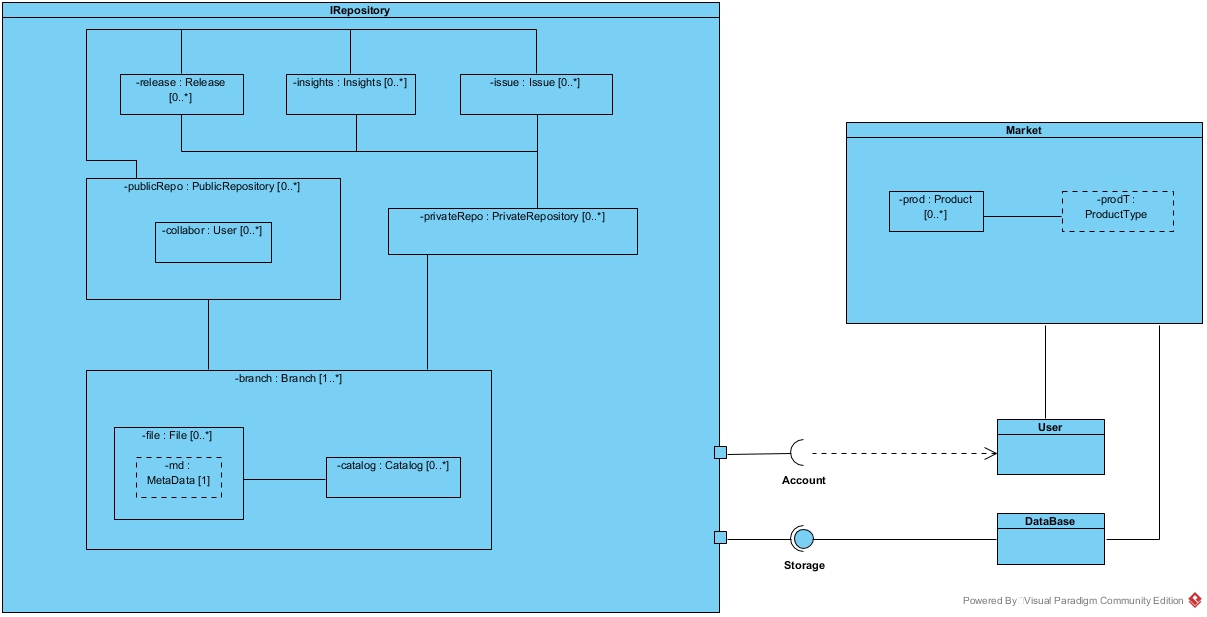 IRepository
-release : Release
[0..*]
-insights : Insights [0..*]
-issue : Issue [0..*]
-publicRepo : PublicRepository [0..*]
-collabor : User [0..*]
-privateRepo : PrivateRepository [0..*]
-branch : Branch [1..*]
-file : File [0..*]
-md :
MetaData [1]
-catalog : Catalog [0..*]
Market
-prod : Product
[0..*]
-prodT :
ProductType
User
Account
DataBase
Storage
Powered By Visual Paradigm Community Edition